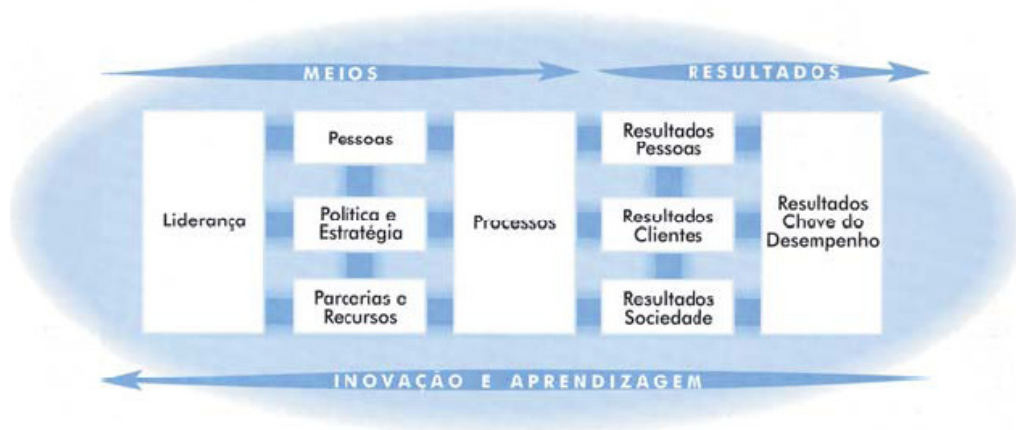 MEIOS
RESULTADOS
Liderança
Pessoas
Política e
Estratégia
Parcerias e
Recursos
Processos
Resultados
Pessoas
Resultados
Clientes
Resultados
Sociedade
Resultados
Chave do
Desempenho
INOVAÇÃO E APRENDIZAGEM